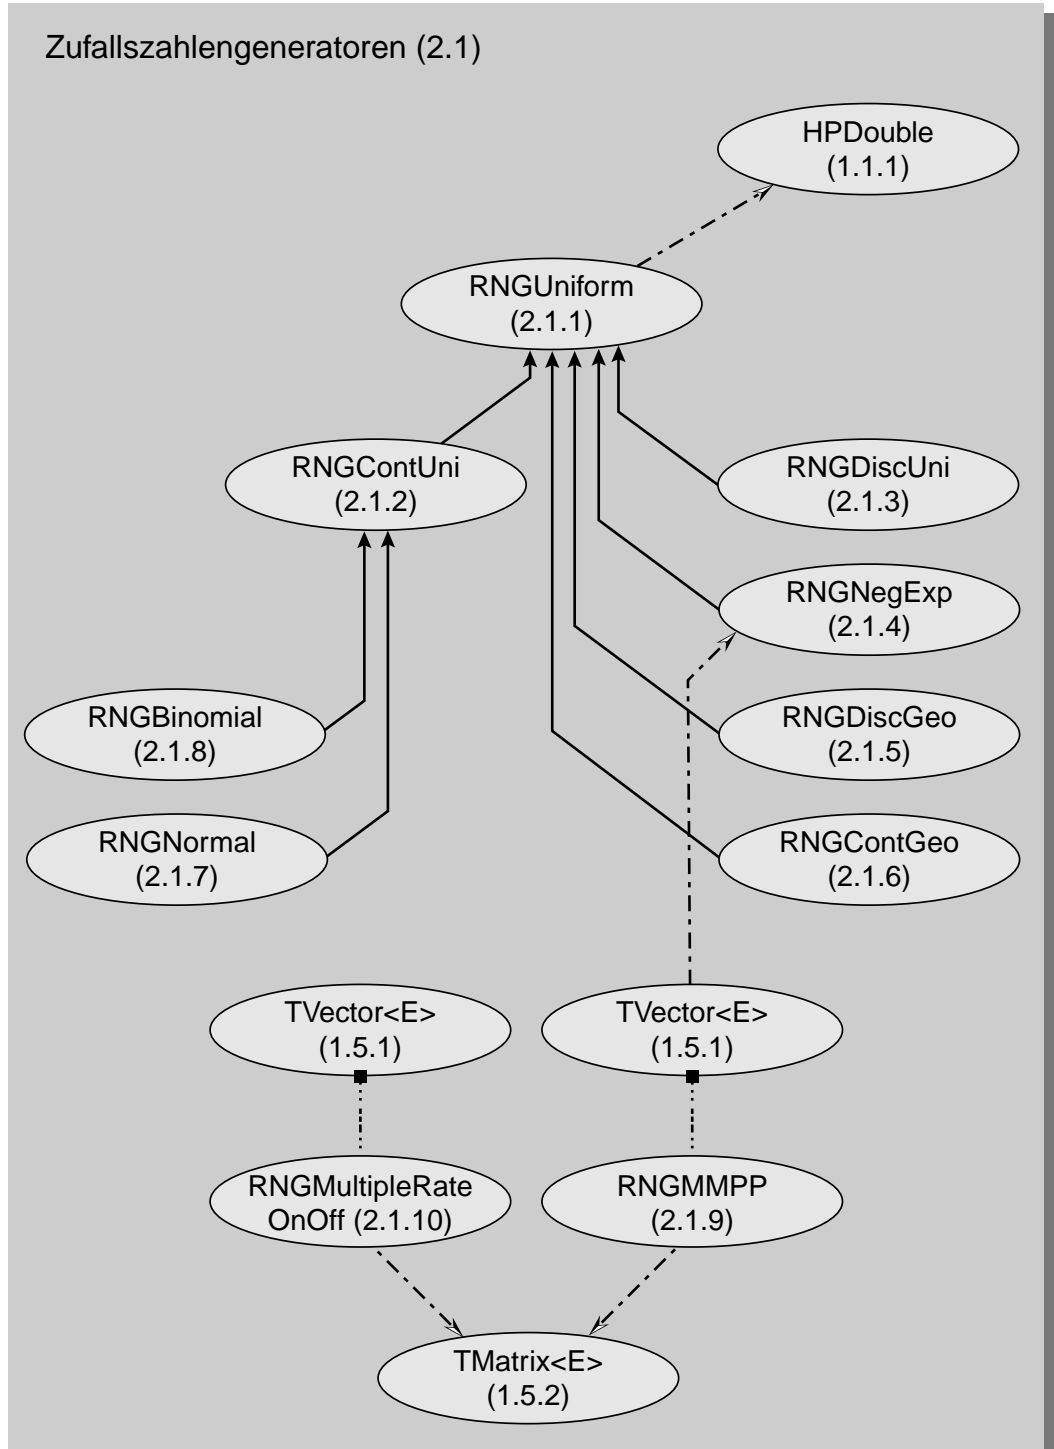 Zufallszahlengeneratoren (2.1)
HPDouble
(1.1.1)
RNGUniform
(2.1.1)
RNGContUni
(2.1.2)
RNGDiscUni
(2.1.3)
RNGNegExp
(2.1.4)
RNGBinomial
(2.1.8)
RNGDiscGeo
(2.1.5)
RNGNormal
(2.1.7)
RNGContGeo
(2.1.6)
TVector<E>
(1.5.1)
TVector<E>
(1.5.1)
RNGMultipleRate
OnOff (2.1.10)
RNGMMPP
(2.1.9)
TMatrix<E>
(1.5.2)